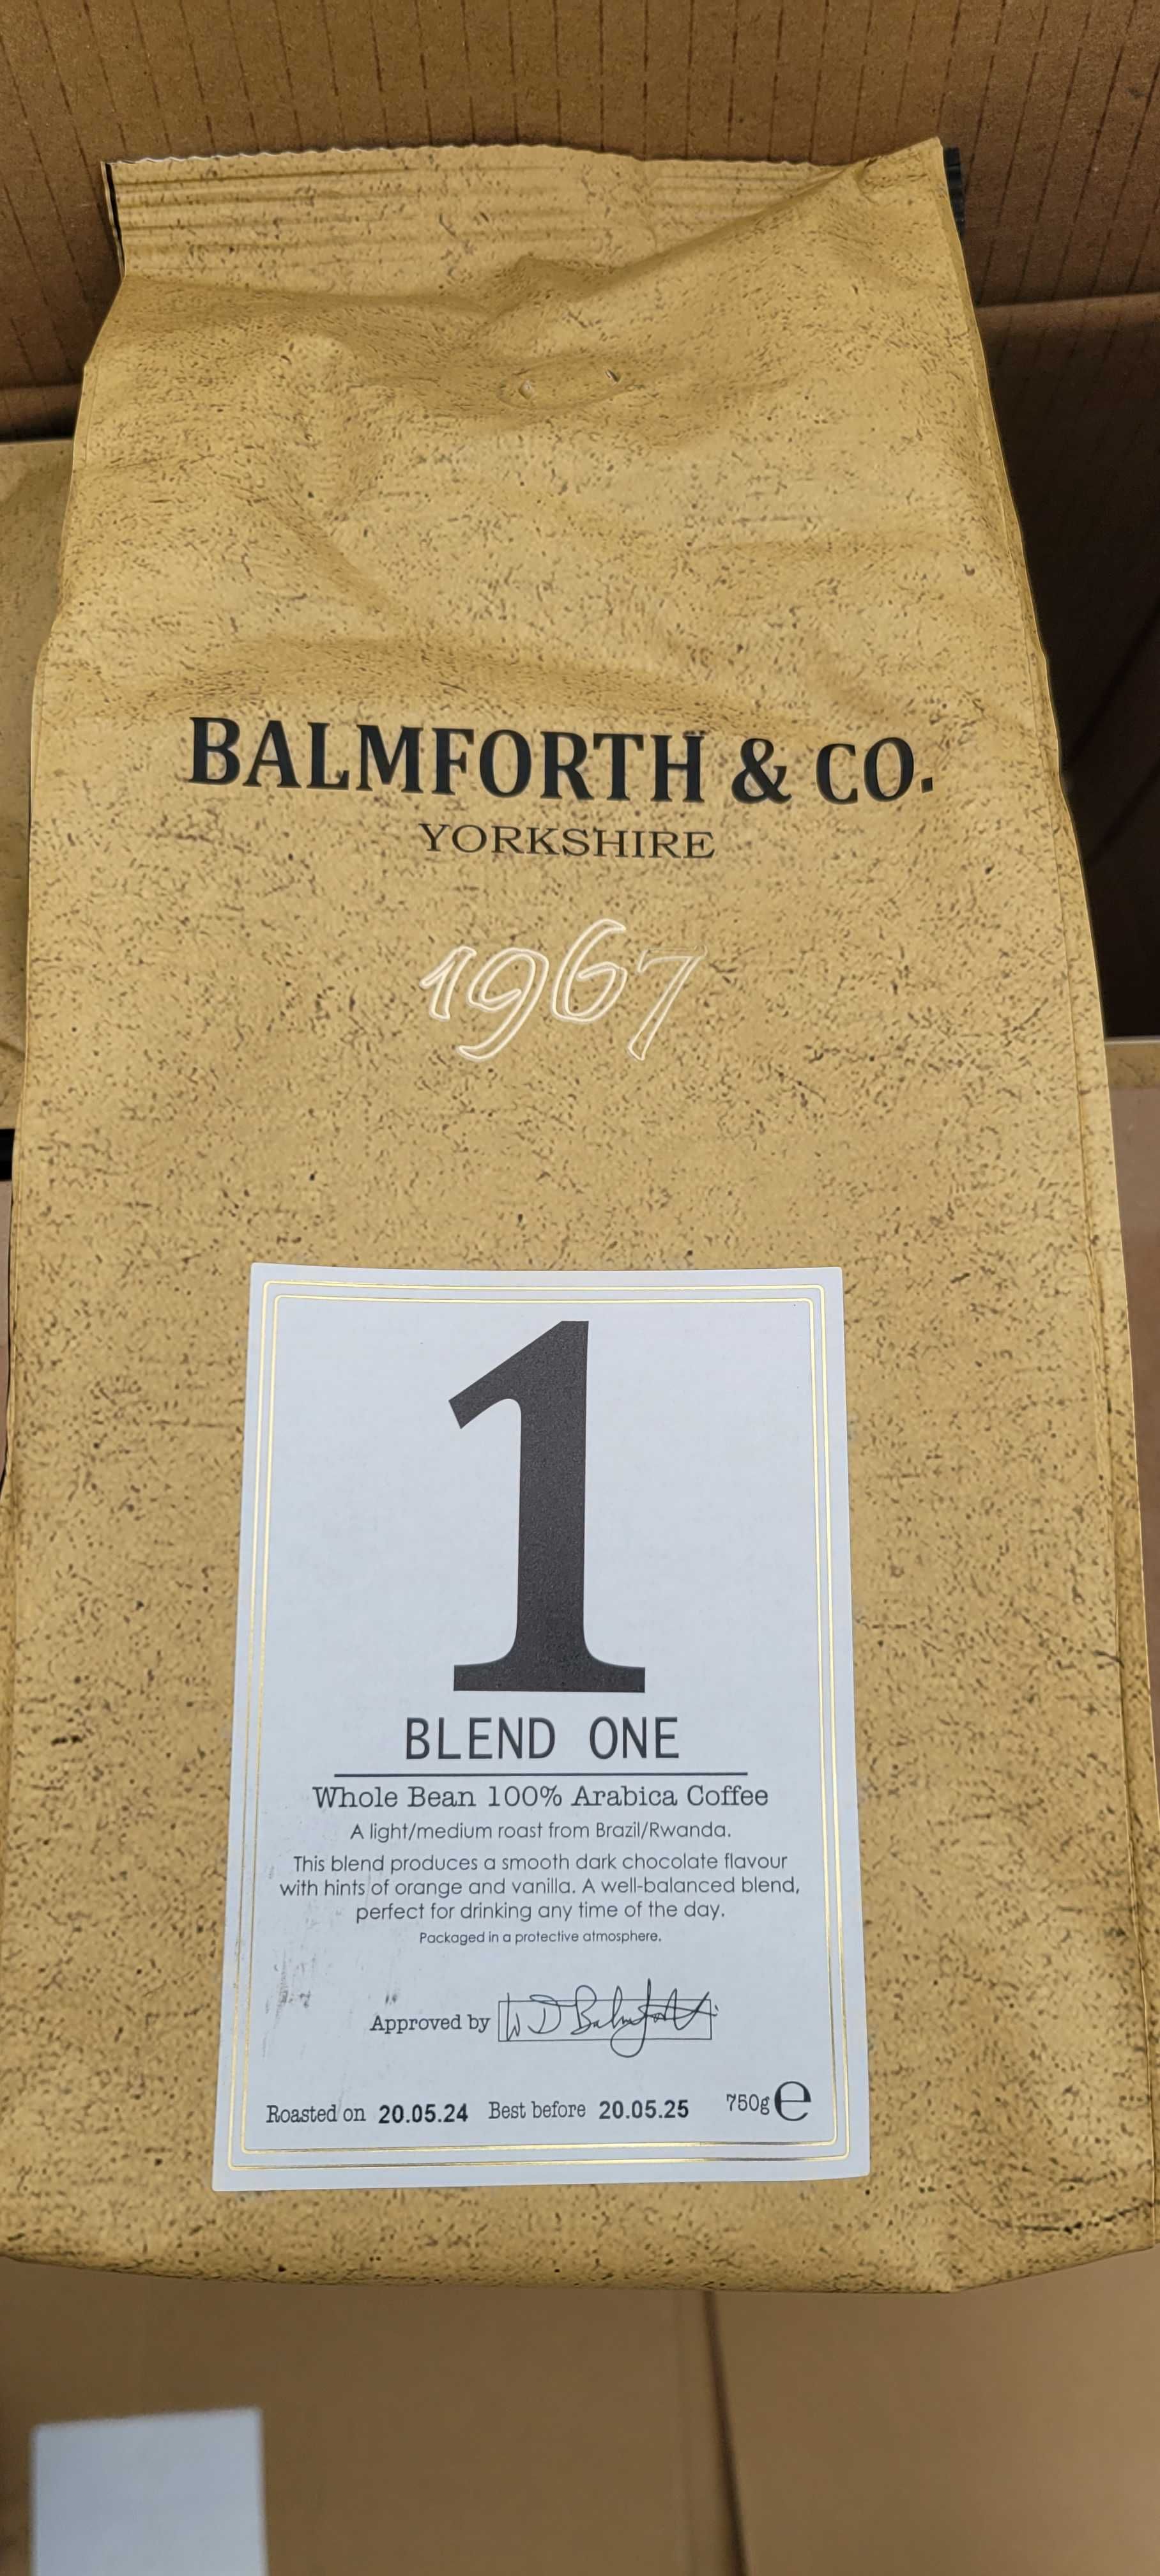 BALMFORTH & CO.
YORKSHIRE
1967
1
BLEND ONE
Whole Bean 100% Arabica Coffee
A light/medium roast from Brazil/Rwanda.
This blend produces a smooth dark chocolate flavour
with hints of orange and vanilla. A well-balanced blend,
perfect for drinking any time of the day.
Packaged in a protective atmosphere.
Approved by W D Balmforth
Roasted on 20.05.24 Best before 20.05.25 750g ℮